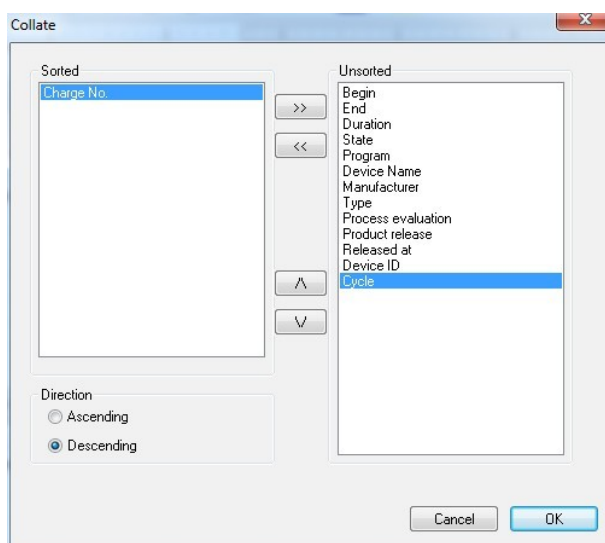 Collate
Sorted
Charge No.
>>
<<
/\
\/
Unsorted
Begin
End
Duration
State
Program
Device Name
Manufacturer
Type
Process evaluation
Product release
Released at
Device ID
Cycle
Direction
Ascending
Descending
Cancel
OK